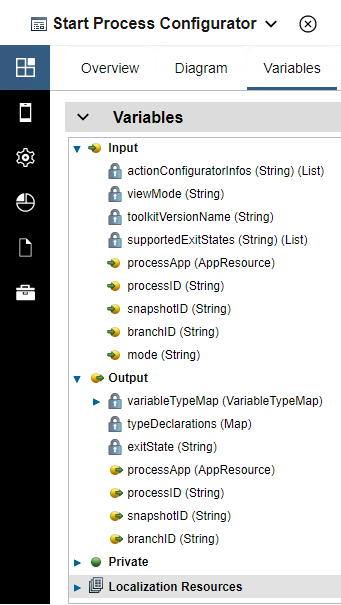 Start Process Configurator
Overview Diagram Variables
Variables
Input
actionConfiguratorInfos (String) (List)
viewMode (String)
toolkitVersionName (String)
supportedExitStates (String) (List)
processApp (AppResource)
processID (String)
snapshotID (String)
branchID (String)
mode (String)
Output
variableTypeMap (VariableTypeMap)
typeDeclarations (Map)
exitState (String)
processApp (AppResource)
processID (String)
snapshotID (String)
branchID (String)
Private
Localization Resources